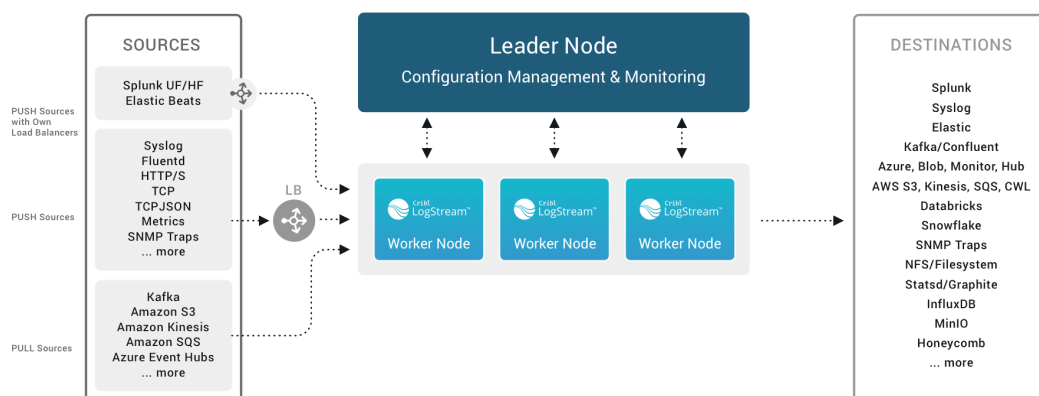 SOURCES
PUSH Sources
with Own
Load Balancers
Splunk UF/HF
Elastic Beats
PUSH Sources
Syslog
Fluentd
HTTP/S
TCP
TCPJSON
Metrics
SNMP Traps
... more
PULL Sources
Kafka
Amazon S3
Amazon Kinesis
Amazon SQS
Azure Event Hubs
... more
LB
Leader Node
Configuration Management & Monitoring
Cribl
LogStream™
Worker Node
Cribl
LogStream™
Worker Node
Cribl
LogStream™
Worker Node
DESTINATIONS
Splunk
Syslog
Elastic
Kafka/Confluent
Azure, Blob, Monitor, Hub
AWS S3, Kinesis, SQS, CWL
Databricks
Snowflake
SNMP Traps
NFS/Filesystem
Statsd/Graphite
InfluxDB
MinIO
Honeycomb
... more